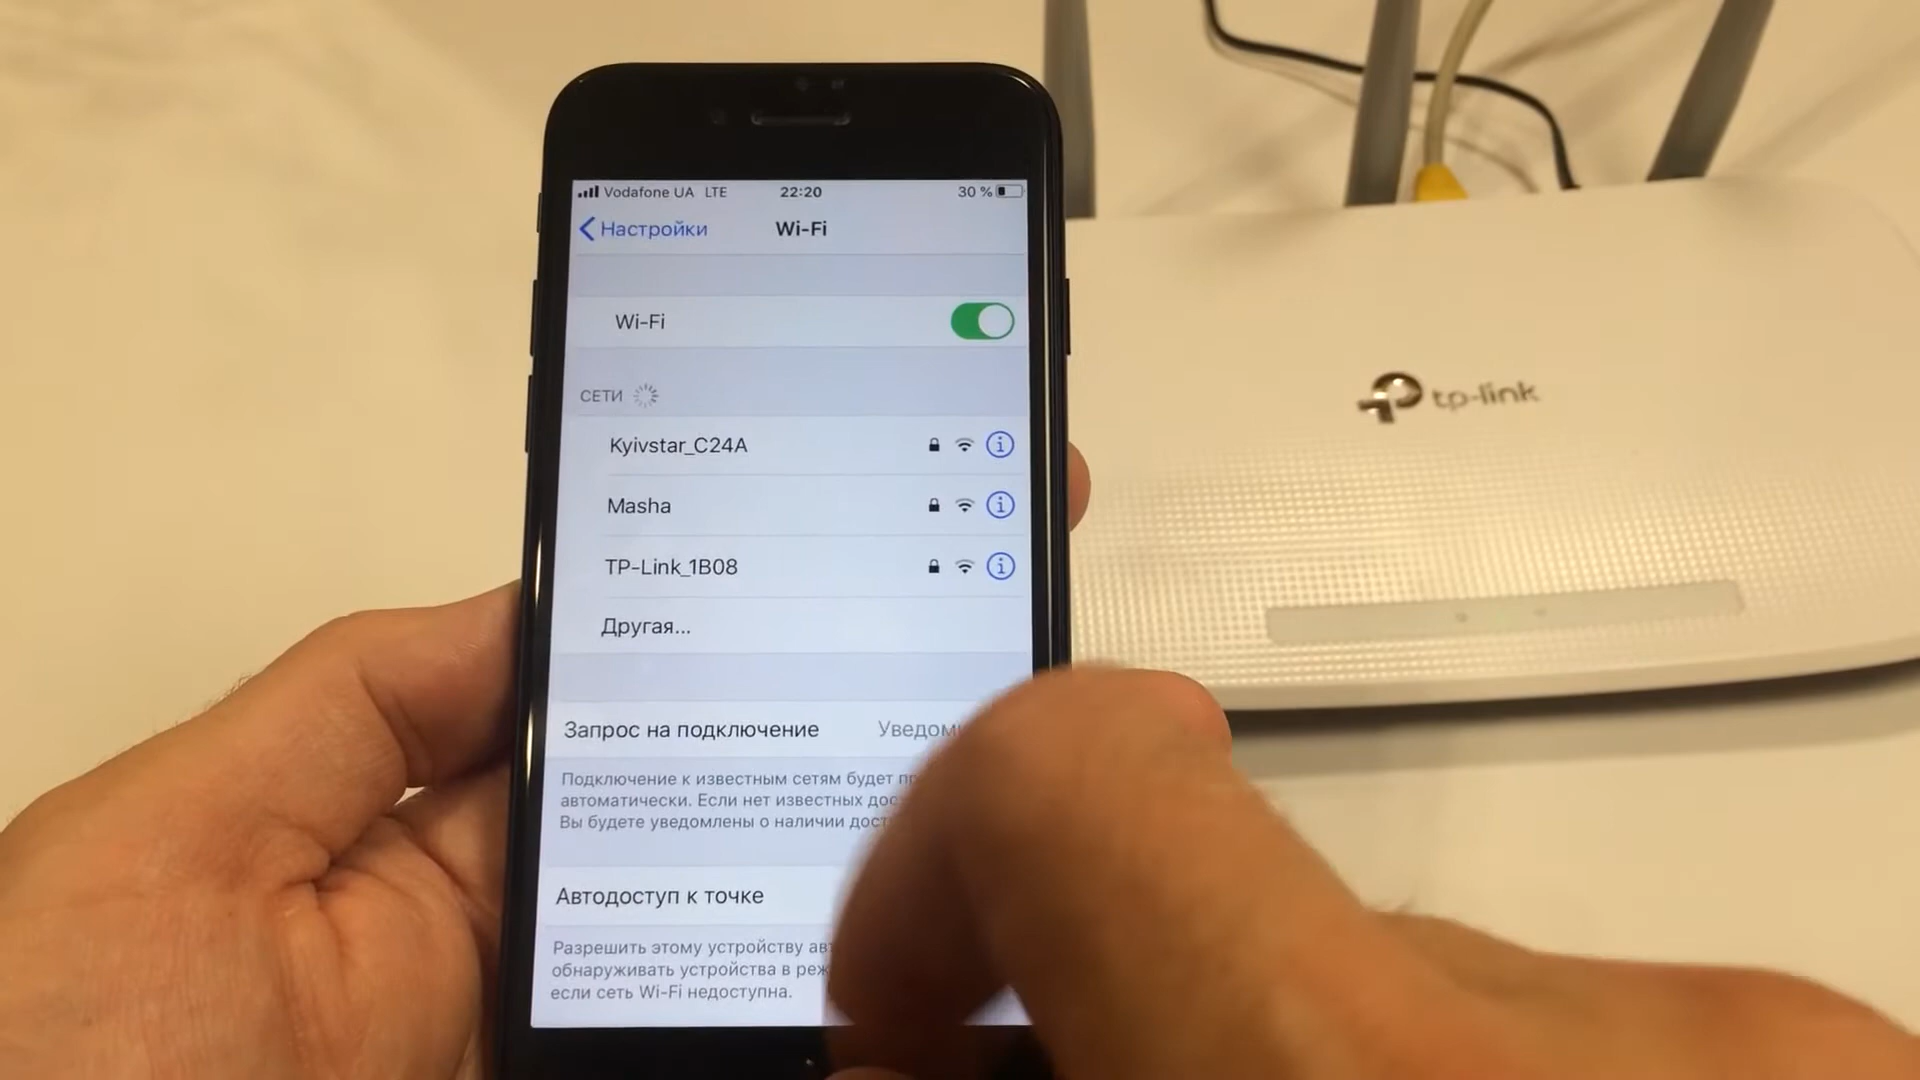 Vodafone UA LTE 22:20 30 %
Настройки Wi-Fi
Wi-Fi
СЕТИ
Kyivstar_C24A
Masha
TP-Link_1B08
Другая...
Запрос на подключение
Подключение к известным сетям будет
автоматически. Если нет известных
Вы будете уведомлены о наличии
Автодоступ к точке
Разрешить этому устройству
обнаруживать устройства в
если сеть Wi-Fi недоступна.
tp-link